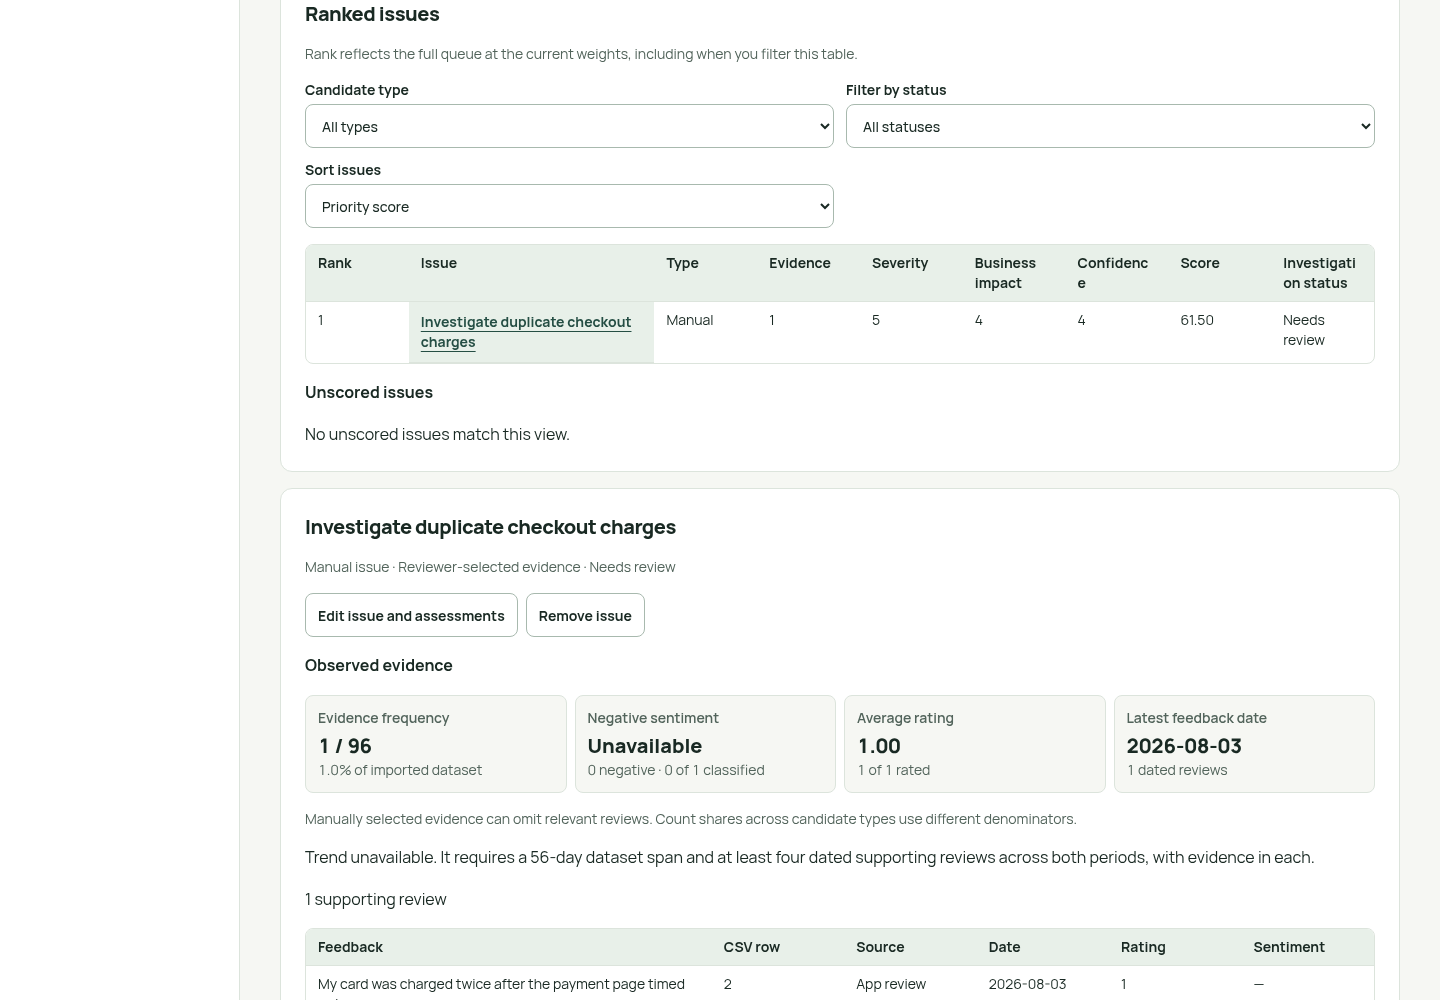 Ranked issues
Rank reflects the full queue at the current weights, including when you filter this table.
Candidate type
Filter by status
All types
All statuses
Sort issues
Priority score
Rank Issue Type Evidence Severity Business impact Confidence Score Investigation status
1 Investigate duplicate checkout charges Manual 1 5 4 4 61.50 Needs review
Unscored issues
No unscored issues match this view.
Investigate duplicate checkout charges
Manual issue · Reviewer-selected evidence · Needs review
Edit issue and assessments
Remove issue
Observed evidence
Evidence frequency
1 / 96
1.0% of imported dataset
Negative sentiment
Unavailable
0 negative · 0 of 1 classified
Average rating
1.00
1 of 1 rated
Latest feedback date
2026-08-03
1 dated reviews
Manually selected evidence can omit relevant reviews. Count shares across candidate types use different denominators.
Trend unavailable. It requires a 56-day dataset span and at least four dated supporting reviews across both periods, with evidence in each.
1 supporting review
Feedback CSV row Source Date Rating Sentiment
My card was charged twice after the payment page timed 2 App review 2026-08-03 1 —